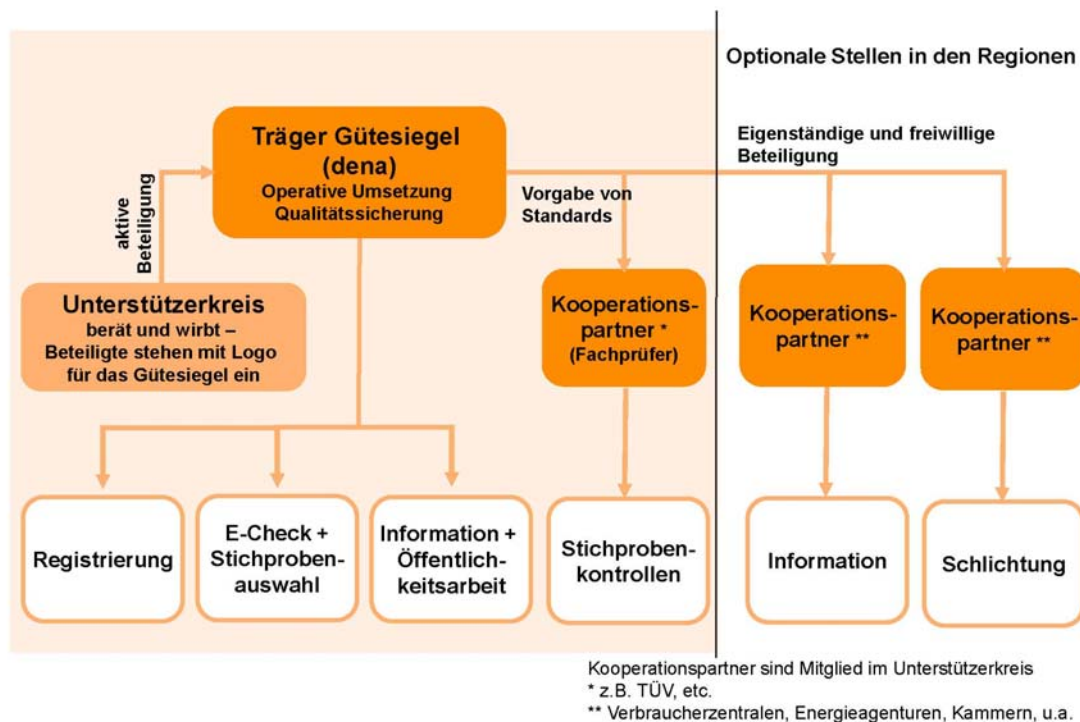 Optionale Stellen in den Regionen
Träger Gütesiegel
(dena)
Operative Umsetzung
Qualitätssicherung
aktive
Beteiligung
Vorgabe von
Standards
Eigenständige und freiwillige
Beteiligung
Unterstützerkreis
berät und wirbt –
Beteiligte stehen mit Logo
für das Gütesiegel ein
Kooperations-
partner *
(Fachprüfer)
Kooperations-
partner **
Kooperations-
partner **
Registrierung
E-Check +
Stichproben-
auswahl
Information +
Öffentlich-
keitsarbeit
Stichproben-
kontrollen
Information
Schlichtung
Kooperationspartner sind Mitglied im Unterstützerkreis
* z.B. TÜV, etc.
** Verbraucherzentralen, Energieagenturen, Kammern, u.a.